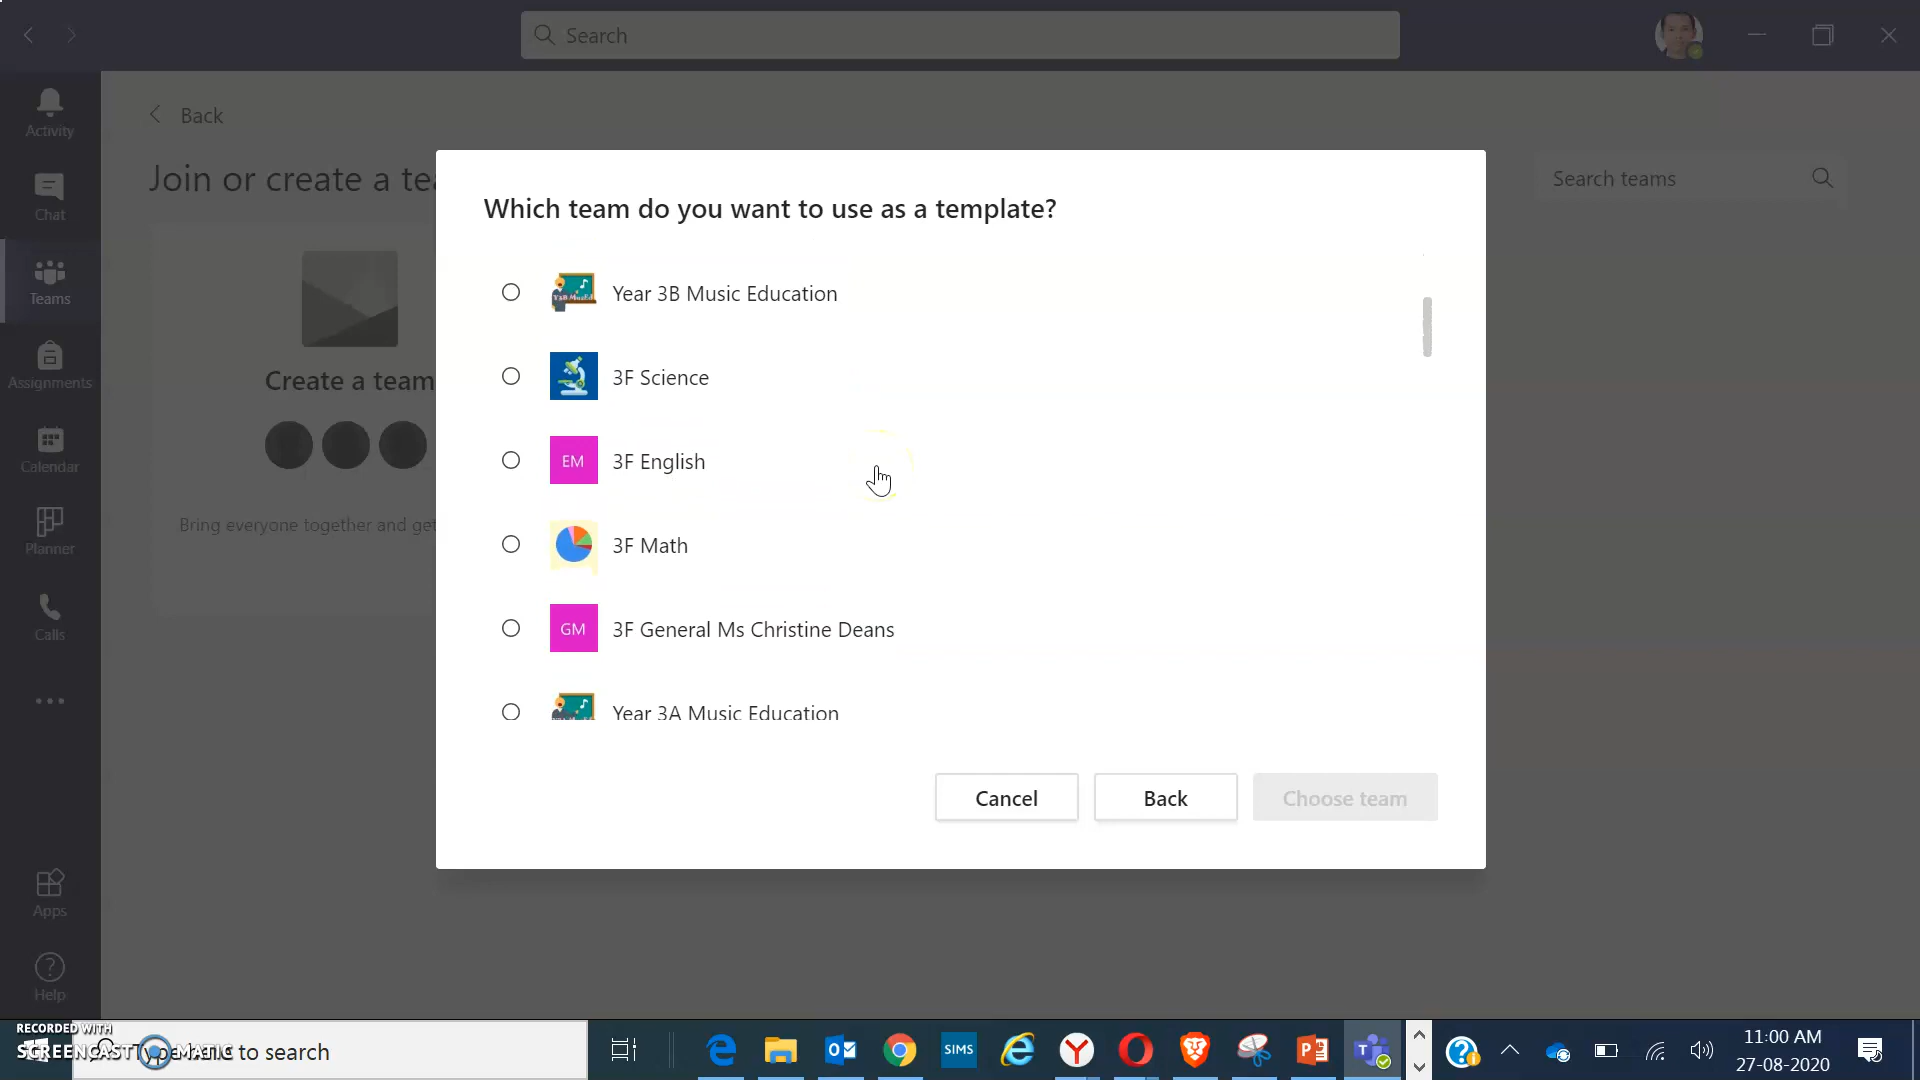 Search
Activity
Chat
Teams
Assignments
Calendar
Planner
Calls
Apps
Help
Back
Join or create a tea
Search teams
Create a team
Bring everyone together and get
Which team do you want to use as a template?
Year 3B Music Education
3F Science
EM 3F English
3F Math
GM 3F General Ms Christine Deans
Year 3A Music Education
Cancel
Back
Choose team
RECORDED WITH
SCREENCAST MATIC
to search
SIMS
11:00 AM
27-08-2020